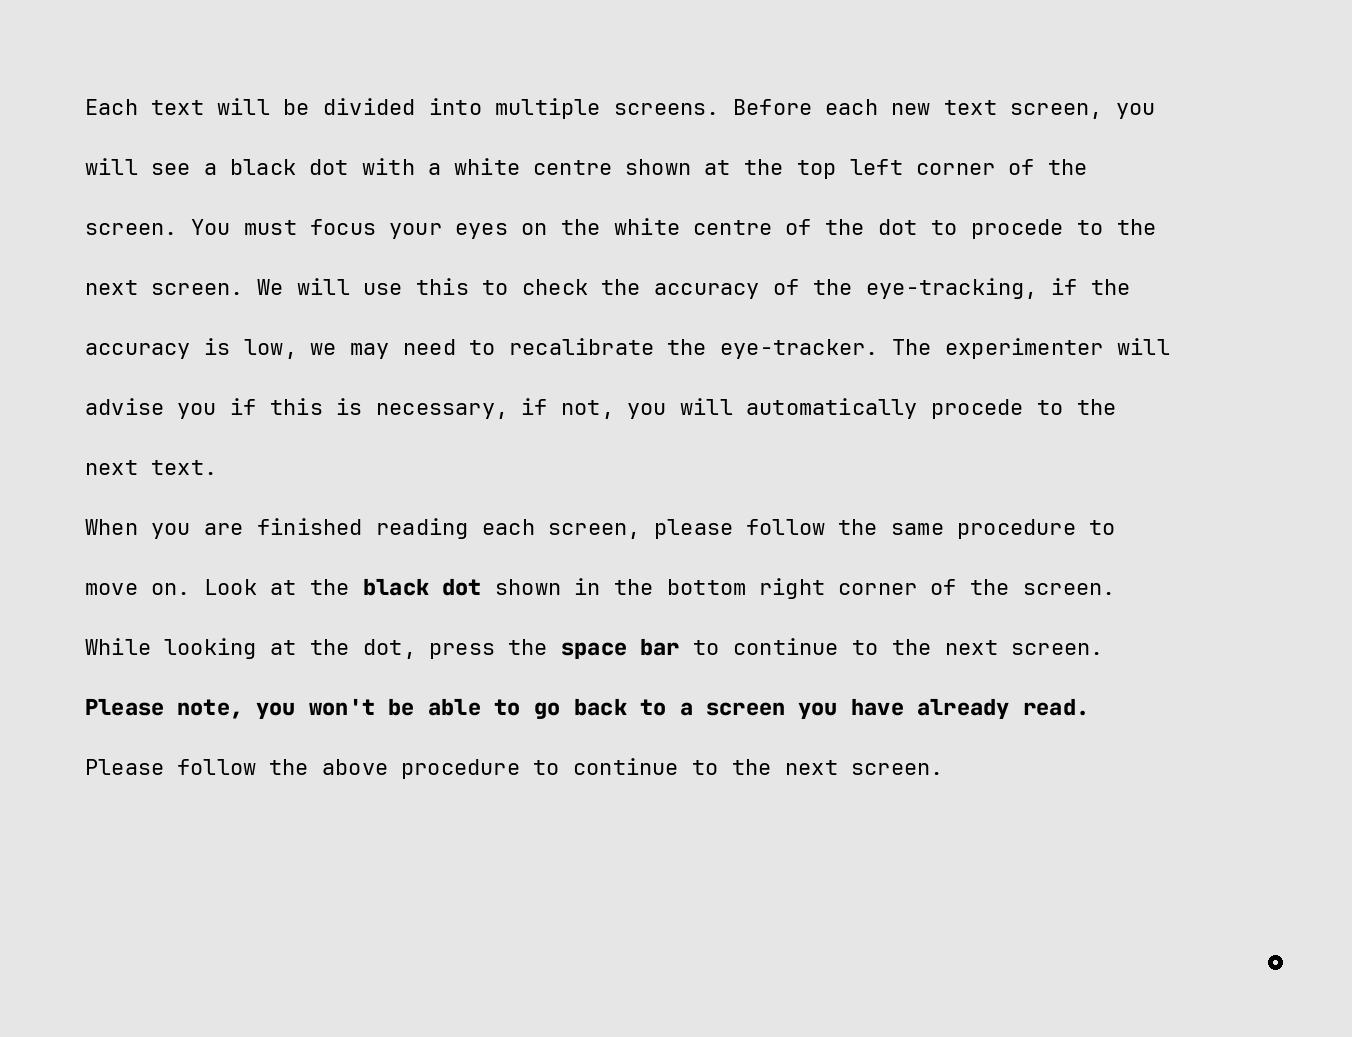 Each text will be divided into multiple screens. Before each new text screen, you
will see a black dot with a white centre shown at the top left corner of the
screen. You must focus your eyes on the white centre of the dot to procede to the
next screen. We will use this to check the accuracy of the eye-tracking, if the
accuracy is low, we may need to recalibrate the eye-tracker. The experimenter will
advise you if this is necessary, if not, you will automatically procede to the
next text.
When you are finished reading each screen, please follow the same procedure to
move on. Look at the black dot shown in the bottom right corner of the screen.
While looking at the dot, press the space bar to continue to the next screen.
Please note, you won't be able to go back to a screen you have already read.
Please follow the above procedure to continue to the next screen.